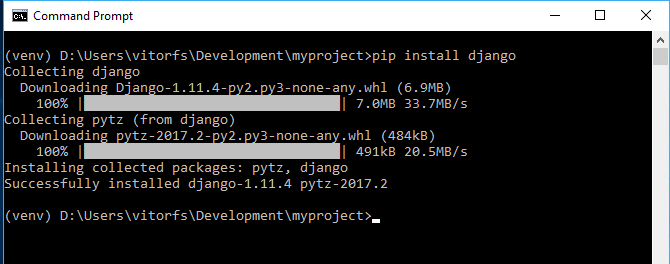 Command Prompt
(venv) D:\Users\vitorfs\Development\myproject>pip install django
Collecting django
  Downloading Django-1.11.4-py2.py3-none-any.whl (6.9MB)
    100% |████████████████████████████████| 7.0MB 33.7MB/s
Collecting pytz (from django)
  Downloading pytz-2017.2-py2.py3-none-any.whl (484kB)
    100% |████████████████████████████████| 491kB 20.5MB/s
Installing collected packages: pytz, django
Successfully installed django-1.11.4 pytz-2017.2
(venv) D:\Users\vitorfs\Development\myproject>